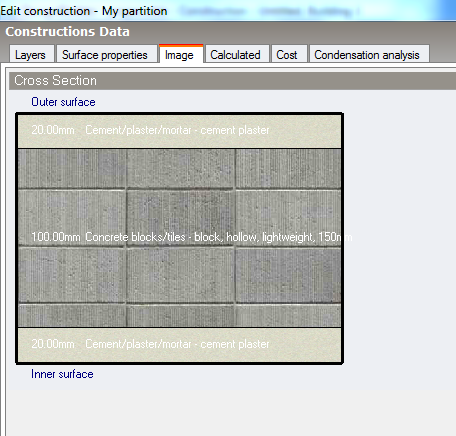 Edit construction - My partition
Constructions Data
Layers Surface properties Image Calculated Cost Condensation analysis
Cross Section
Outer surface
20.00mm Cement/plaster/mortar - cement plaster
100.00mm Concrete blocks/tiles - block, hollow, lightweight, 150mm
20.00mm Cement/plaster/mortar - cement plaster
Inner surface